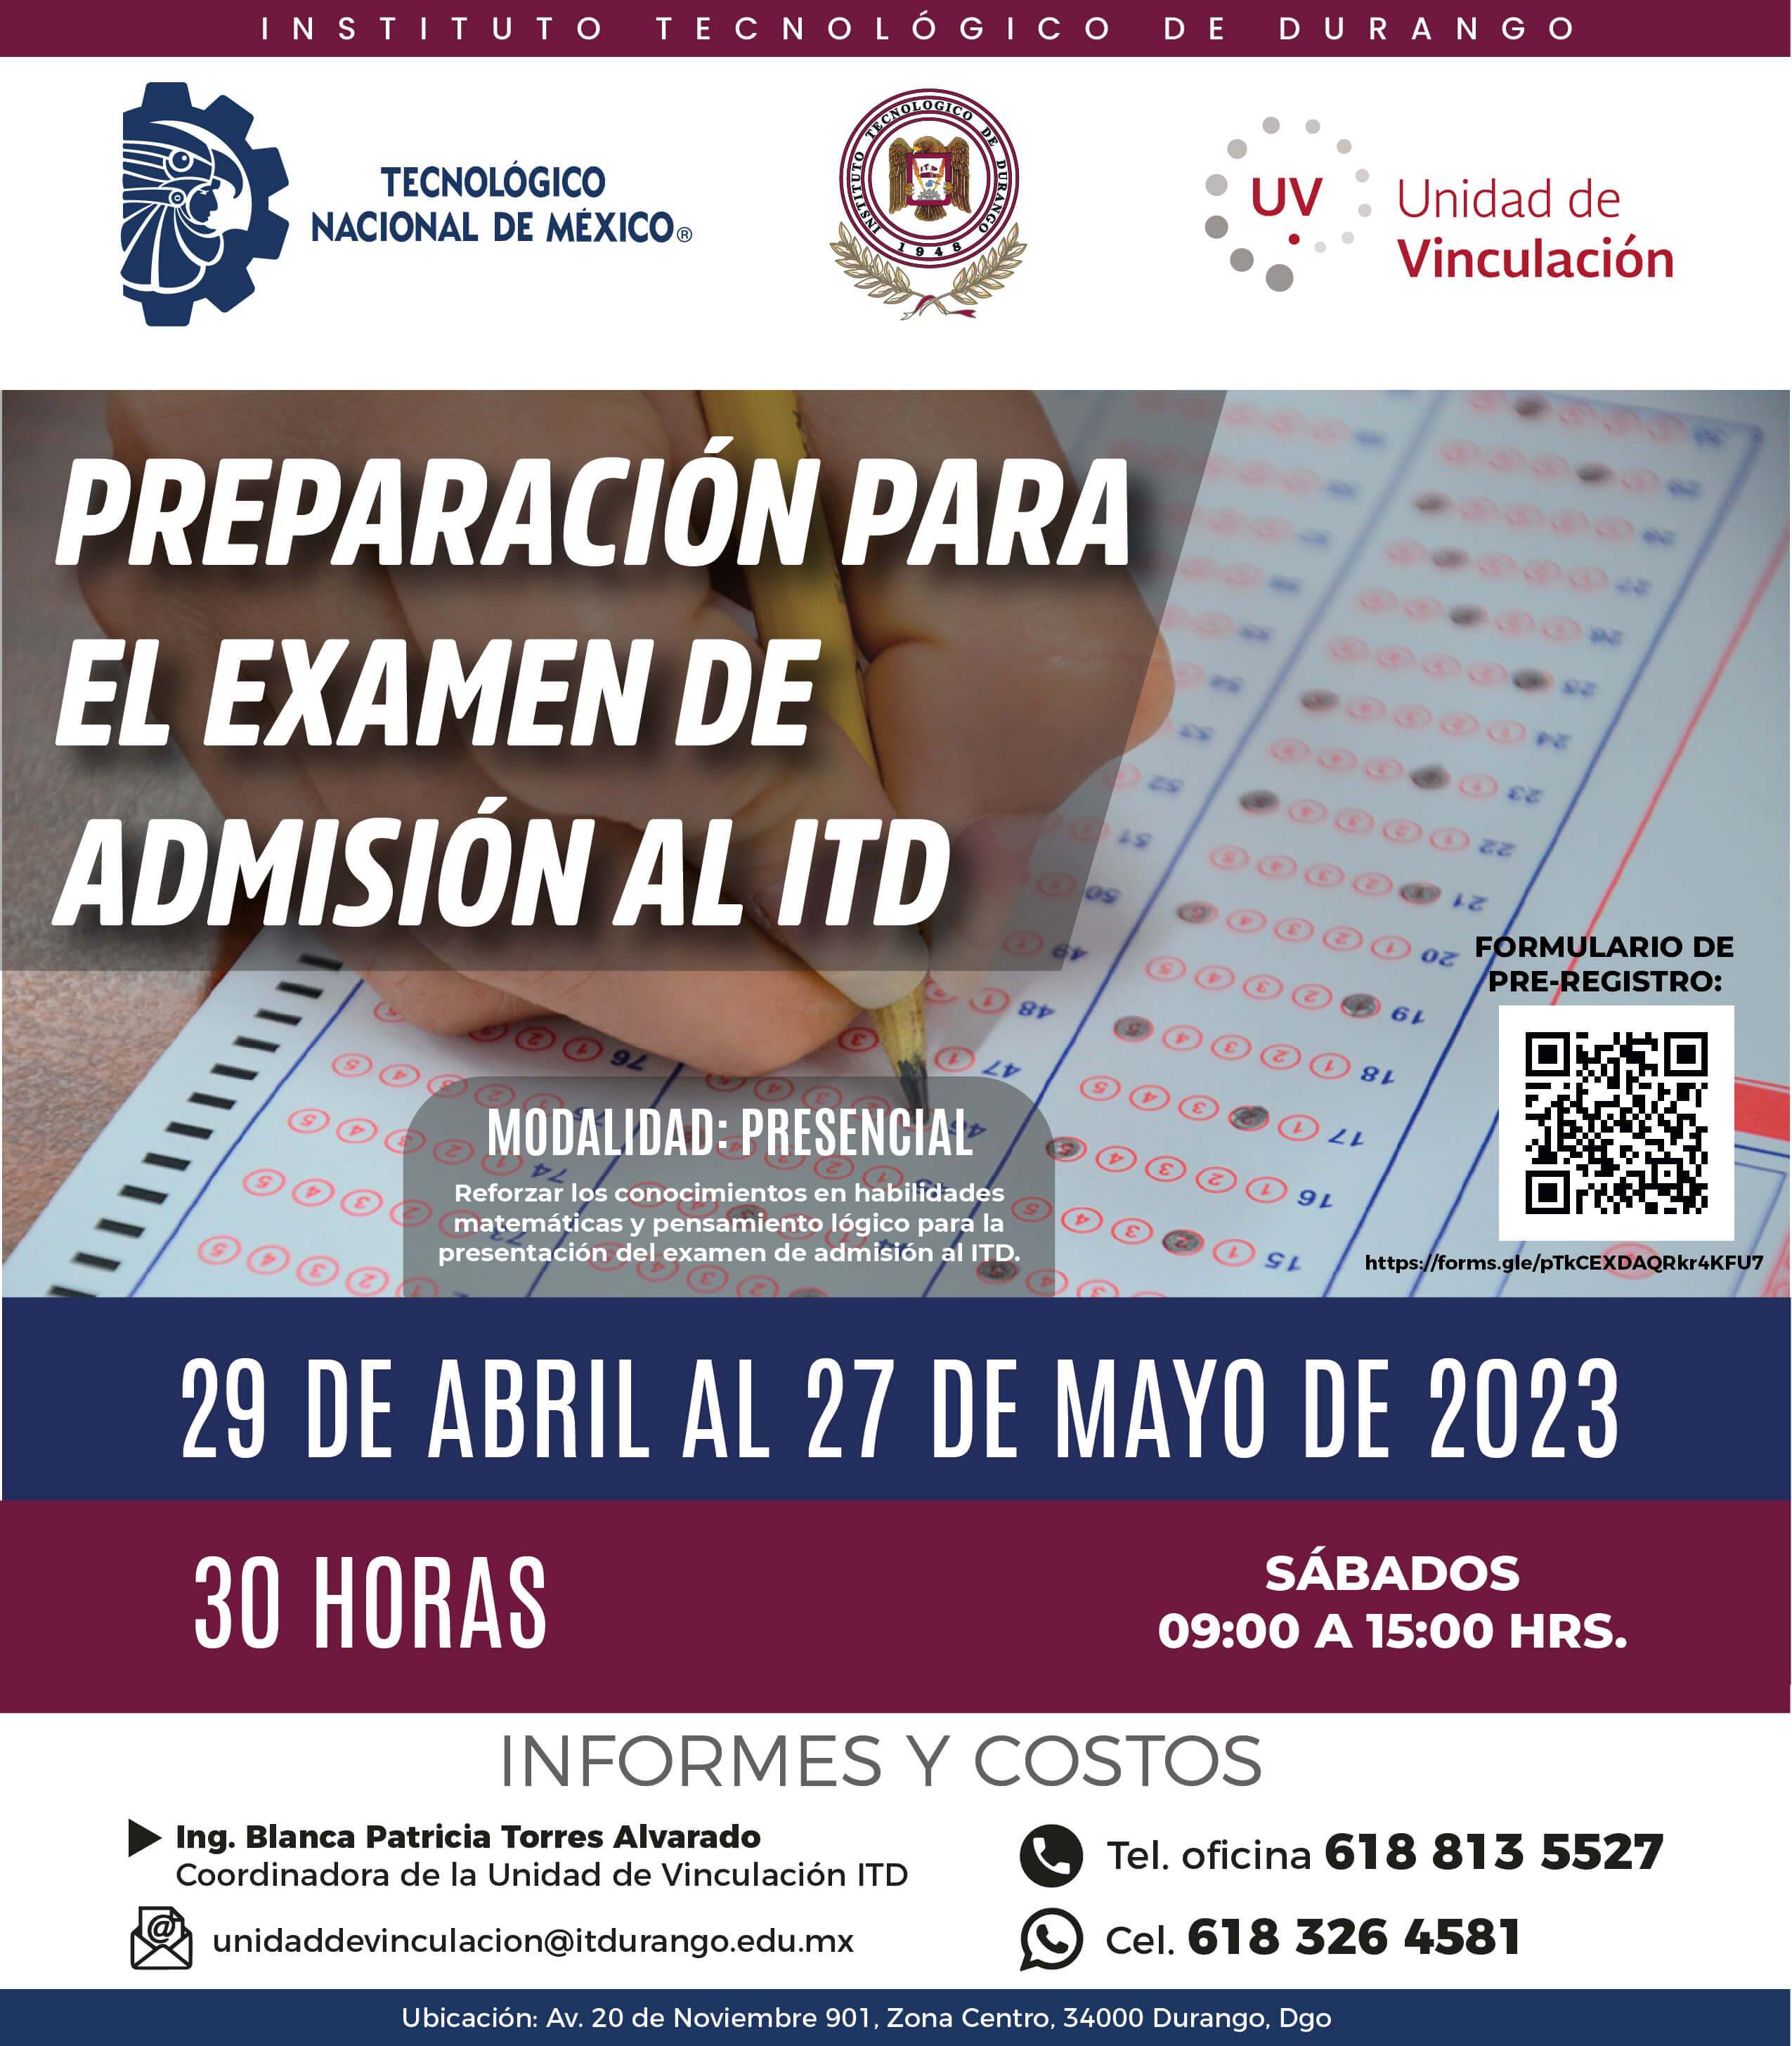 INSTITUTO TECNOLÓGICO DE DURANGO
TECNOLÓGICO
NACIONAL DE MÉXICO®
INSTITUTO TECNOLOGICO DE DURANGO
1948
UV
Unidad de
Vinculación
PREPARACIÓN PARA
EL EXAMEN DE
ADMISIÓN AL ITD
FORMULARIO DE
PRE-REGISTRO:
https://forms.gle/pTkCEXDAQRkr4KFU7
MODALIDAD: PRESENCIAL
Reforzar los conocimientos en habilidades
matemáticas y pensamiento lógico para la
presentación del examen de admisión al ITD.
29 DE ABRIL AL 27 DE MAYO DE 2023
30 HORAS
SÁBADOS
09:00 A 15:00 HRS.
INFORMES Y COSTOS
Ing. Blanca Patricia Torres Alvarado
Coordinadora de la Unidad de Vinculación ITD
unidaddevinculacion@itdurango.edu.mx
Tel. oficina 618 813 5527
Cel. 618 326 4581
Ubicación: Av. 20 de Noviembre 901, Zona Centro, 34000 Durango, Dgo